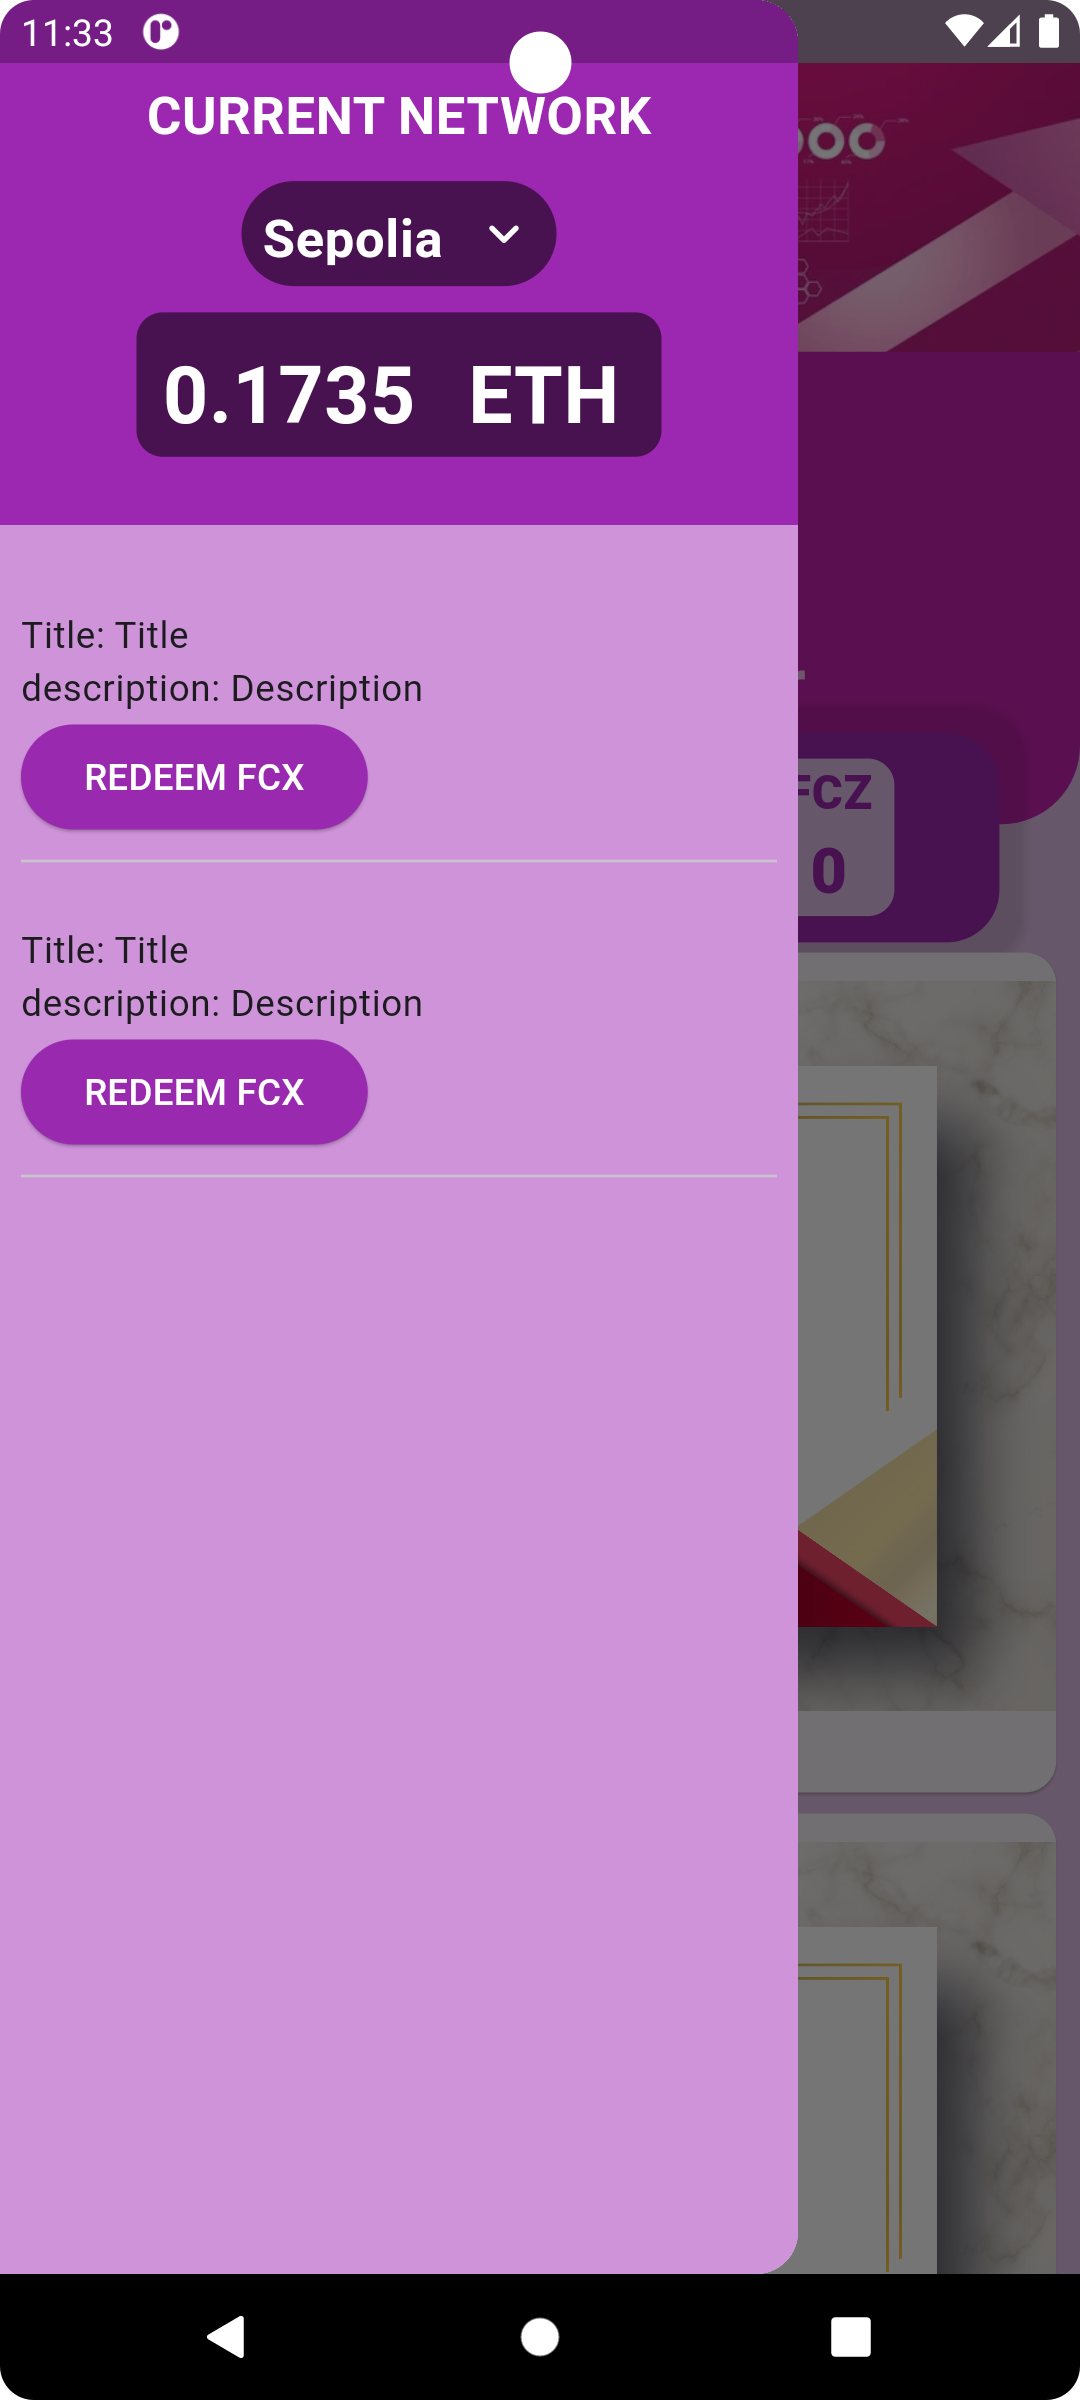 11:33
CURRENT NETWORK
Sepolia
0.1735 ETH
Title: Title
description: Description
REDEEM FCX
FCZ
0
Title: Title
description: Description
REDEEM FCX